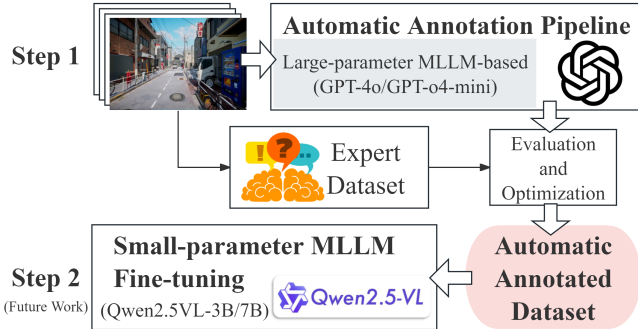 Step 1
Automatic Annotation Pipeline
Large-parameter MLLM-based
(GPT-4o/GPT-o4-mini)
! ? ...
Expert
Dataset
Evaluation
and
Optimization
Step 2
(Future Work)
Small-parameter MLLM
Fine-tuning
(Qwen2.5VL-3B/7B)
Qwen2.5-VL
Automatic
Annotated
Dataset